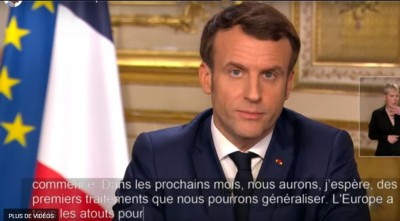 commence. Dans les prochains mois, nous aurons, j'espère, des
premiers traitements que nous pourrons généraliser. L'Europe a
les atouts pour
PLUS DE VIDÉOS